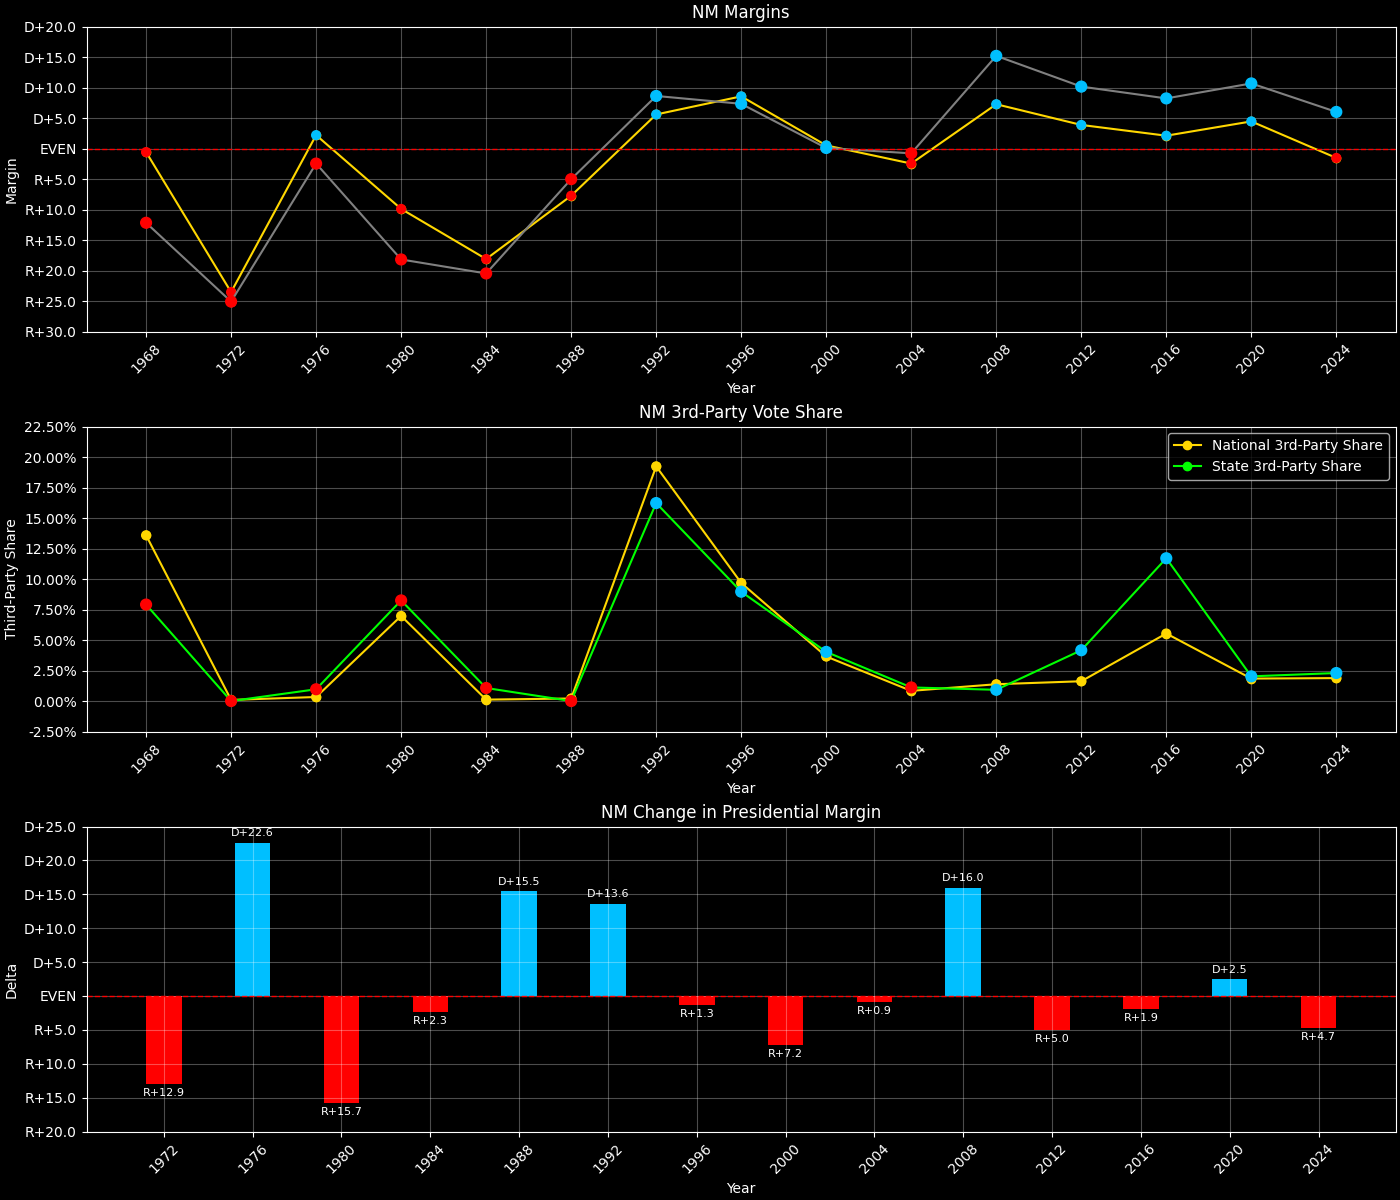 NM Margins
D+20.0
D+15.0
D+10.0
D+5.0
EVEN
R+5.0
R+10.0
R+15.0
R+20.0
R+25.0
R+30.0
Margin
1968
1972
1976
1980
1984
1988
1992
1996
2000
2004
2008
2012
2016
2020
2024
Year
NM 3rd-Party Vote Share
22.50%
20.00%
17.50%
15.00%
12.50%
10.00%
7.50%
5.00%
2.50%
0.00%
-2.50%
Third-Party Share
National 3rd-Party Share
State 3rd-Party Share
1968
1972
1976
1980
1984
1988
1992
1996
2000
2004
2008
2012
2016
2020
2024
Year
NM Change in Presidential Margin
D+25.0
D+20.0
D+15.0
D+10.0
D+5.0
EVEN
R+5.0
R+10.0
R+15.0
R+20.0
Delta
R+12.9
D+22.6
R+15.7
R+2.3
D+15.5
D+13.6
R+1.3
R+7.2
R+0.9
D+16.0
R+5.0
R+1.9
D+2.5
R+4.7
1972
1976
1980
1984
1988
1992
1996
2000
2004
2008
2012
2016
2020
2024
Year